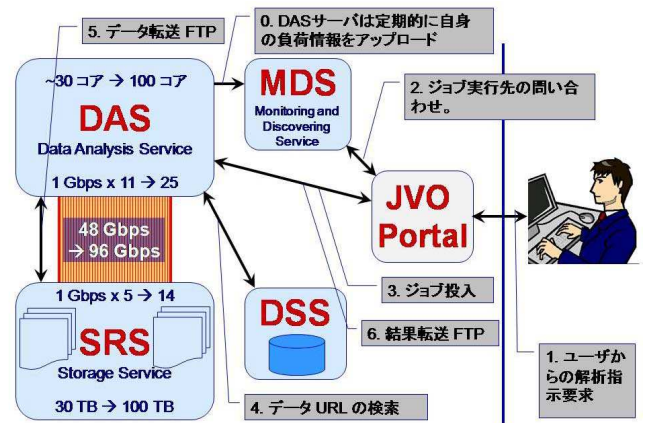 5. データ転送 FTP
0. DASサーバは定期的に自身
の負荷情報をアップロード
~30 コア → 100 コア
DAS
Data Analysis Service
1 Gbps x 11 → 25
MDS
Monitoring and
Discovering
Service
2. ジョブ実行先の問い合
わせ。
JVO
Portal
48 Gbps
→ 96 Gbps
1 Gbps x 5 → 14
SRS
Storage Service
30 TB → 100 TB
DSS
3. ジョブ投入
6. 結果転送 FTP
4. データ URL の検索
1. ユーザか
らの解析指
示要求